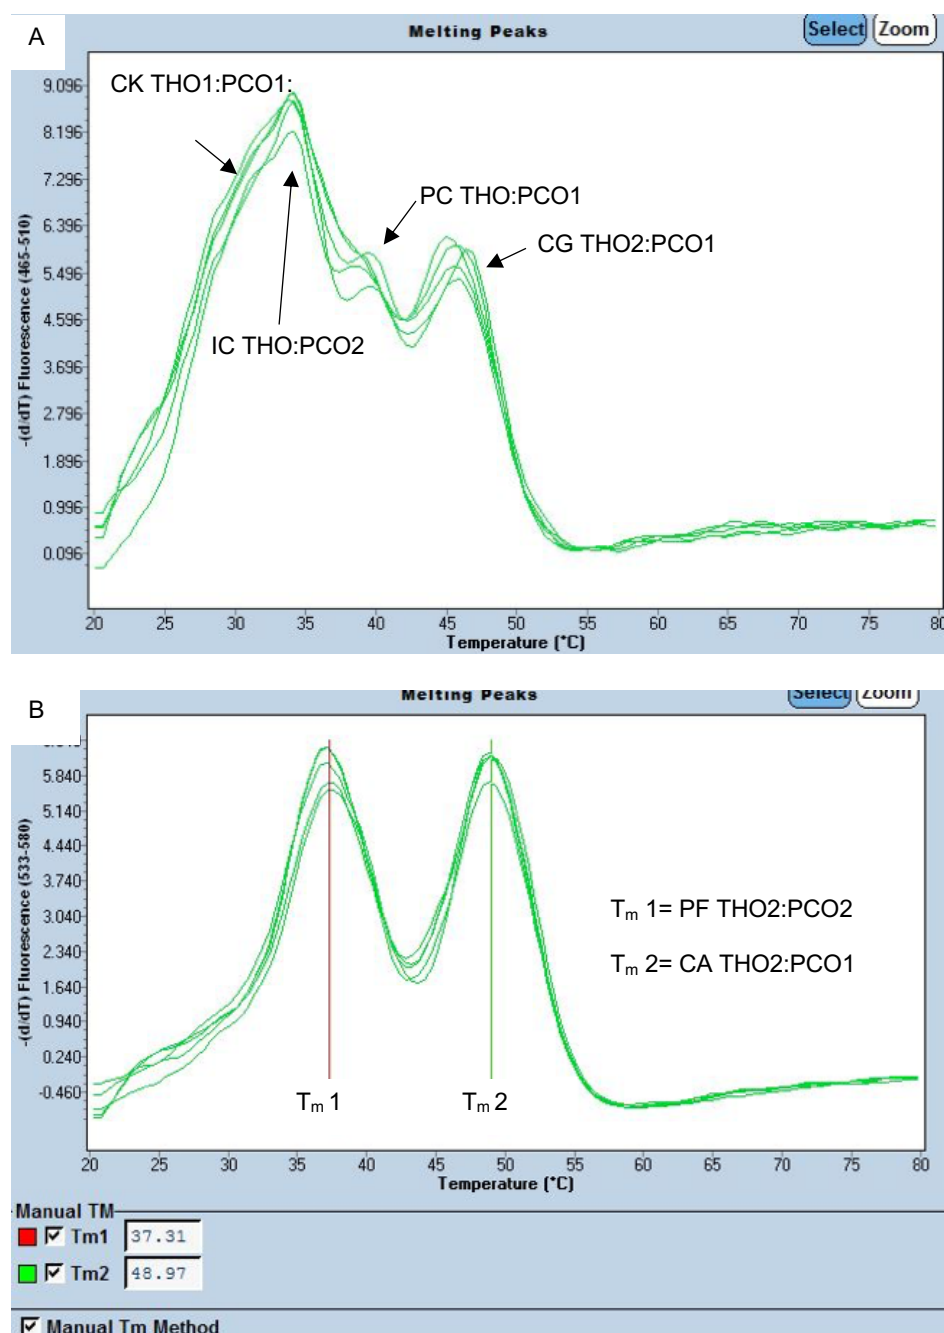 A
Melting Peaks
Select Zoom
CK THO1:PCO1:
PC THO:PCO1
CG THO2:PCO1
IC THO:PCO2
-(d/dT) Fluorescence (465-510)
9.096
8.196
7.296
6.396
5.496
4.596
3.696
2.796
1.896
0.996
0.096
20 25 30 35 40 45 50 55 60 65 70 75 80
Temperature (°C)
B
Melting Peaks
Select Zoom
-(d/dT) Fluorescence (533-580)
5.840
5.140
4.440
3.740
3.040
2.340
1.640
0.940
0.240
-0.460
Tm 1= PF THO2:PCO2
Tm 2= CA THO2:PCO1
Tm 1 Tm 2
20 25 30 35 40 45 50 55 60 65 70 75 80
Temperature (°C)
Manual TM
Tm1 37.31
Tm2 48.97
Manual Tm Method